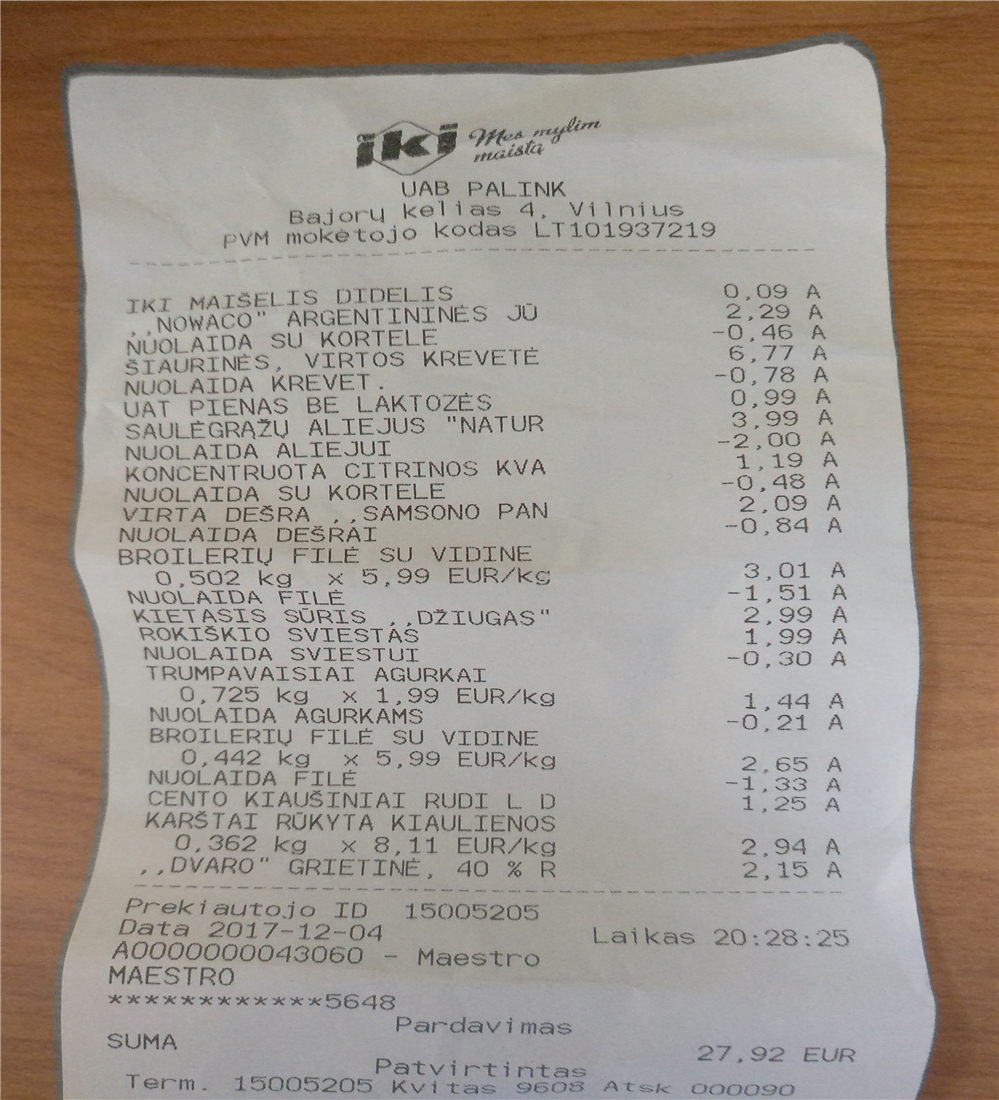 iki Mes mylim maistą
UAB PALINK
Bajorų kelias 4, Vilnius
PVM mokėtojo kodas LT101937219
IKI MAIŠELIS DIDELIS 0,09 A
,,NOWACO" ARGENTININĖS JŪ 2,29 A
NUOLAIDA SU KORTELE -0,46 A
ŠIAURINĖS, VIRTOS KREVETĖ 6,77 A
NUOLAIDA KREVET. -0,78 A
UAT PIENAS BE LAKTOZĖS 0,99 A
SAULĖGRĄŽŲ ALIEJUS "NATUR 3,99 A
NUOLAIDA ALIEJUI -2,00 A
KONCENTRUOTA CITRINOS KVA 1,19 A
NUOLAIDA SU KORTELE -0,48 A
VIRTA DEŠRA ,,SAMSONO PAN 2,09 A
NUOLAIDA DEŠRAI -0,84 A
BROILERIŲ FILĖ SU VIDINE
0,502 kg x 5,99 EUR/kg 3,01 A
NUOLAIDA FILĖ -1,51 A
KIETASIS SŪRIS ,,DŽIUGAS" 2,99 A
ROKIŠKIO SVIESTAS 1,99 A
NUOLAIDA SVIESTUI -0,30 A
TRUMPAVAISIAI AGURKAI
0,725 kg x 1,99 EUR/kg 1,44 A
NUOLAIDA AGURKAMS -0,21 A
BROILERIŲ FILĖ SU VIDINE
0,442 kg x 5,99 EUR/kg 2,65 A
NUOLAIDA FILĖ -1,33 A
CENTO KIAUŠINIAI RUDI L D 1,25 A
KARŠTAI RŪKYTA KIAULIENOS
0,362 kg x 8,11 EUR/kg 2,94 A
,,DVARO" GRIETINĖ, 40 % R 2,15 A
Prekiautojo ID 15005205
Data 2017-12-04 Laikas 20:28:25
A0000000043060 - Maestro
MAESTRO
************5648
Pardavimas
SUMA 27,92 EUR
Patvirtintas
Term. 15005205 Kvitas 9608 Atsk 000090